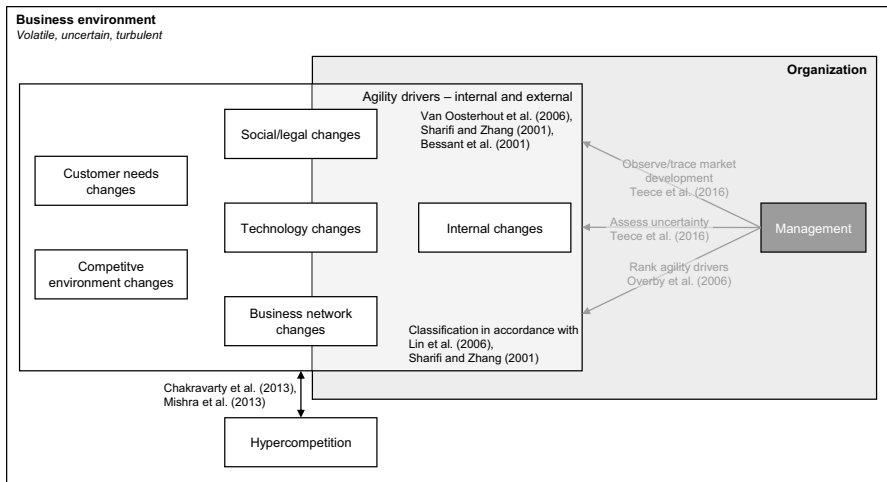 Business environment
Volatile, uncertain, turbulent
Organization
Agility drivers – internal and external
Van Oosterhout et al. (2006),
Sharifi and Zhang (2001),
Bessant et al. (2001)
Social/legal changes
Customer needs
changes
Technology changes
Internal changes
Competitve
environment changes
Business network
changes
Classification in accordance with
Lin et al. (2006),
Sharifi and Zhang (2001)
Observe/trace market
development
Teece et al. (2016)
Assess uncertainty
Teece et al. (2016)
Rank agility drivers
Overby et al. (2006)
Management
Chakravarty et al. (2013),
Mishra et al. (2013)
Hypercompetition